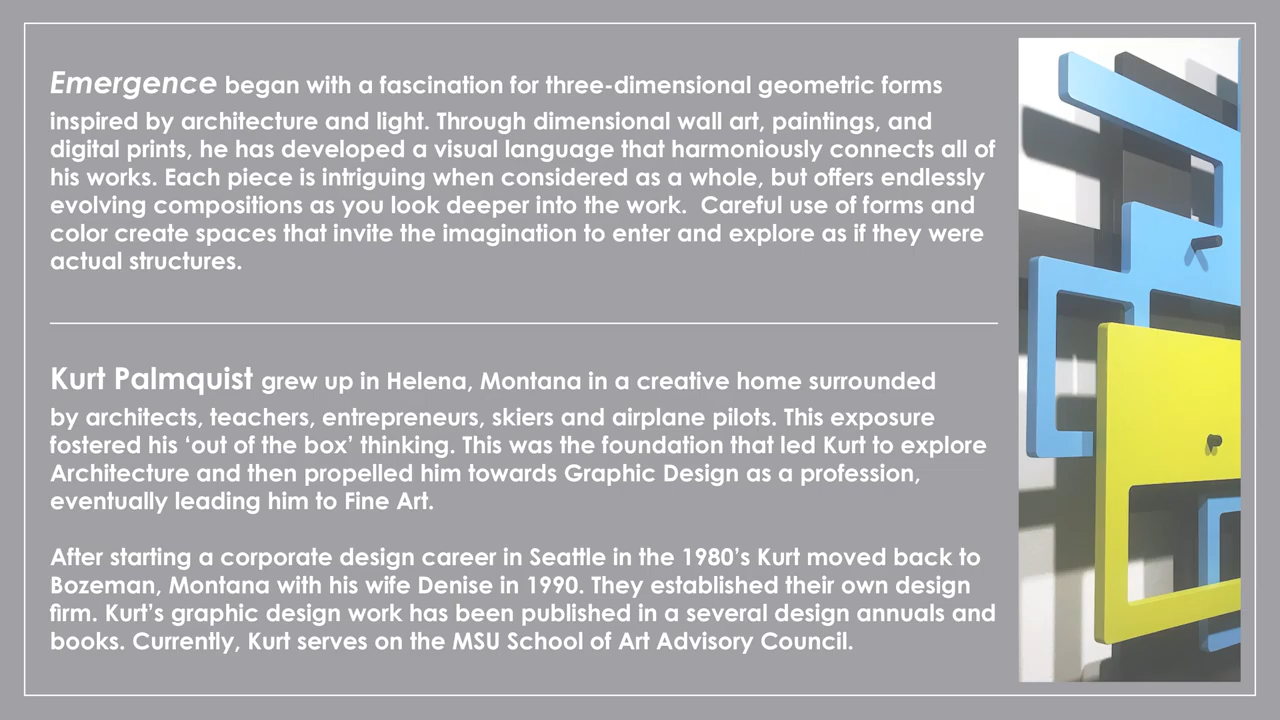 Emergence began with a fascination for three-dimensional geometric forms
inspired by architecture and light. Through dimensional wall art, paintings, and
digital prints, he has developed a visual language that harmoniously connects all of
his works. Each piece is intriguing when considered as a whole, but offers endlessly
evolving compositions as you look deeper into the work.  Careful use of forms and
color create spaces that invite the imagination to enter and explore as if they were
actual structures.
Kurt Palmquist grew up in Helena, Montana in a creative home surrounded
by architects, teachers, entrepreneurs, skiers and airplane pilots. This exposure
fostered his ‘out of the box’ thinking. This was the foundation that led Kurt to explore
Architecture and then propelled him towards Graphic Design as a profession,
eventually leading him to Fine Art.
After starting a corporate design career in Seattle in the 1980’s Kurt moved back to
Bozeman, Montana with his wife Denise in 1990. They established their own design
firm. Kurt’s graphic design work has been published in a several design annuals and
books. Currently, Kurt serves on the MSU School of Art Advisory Council.